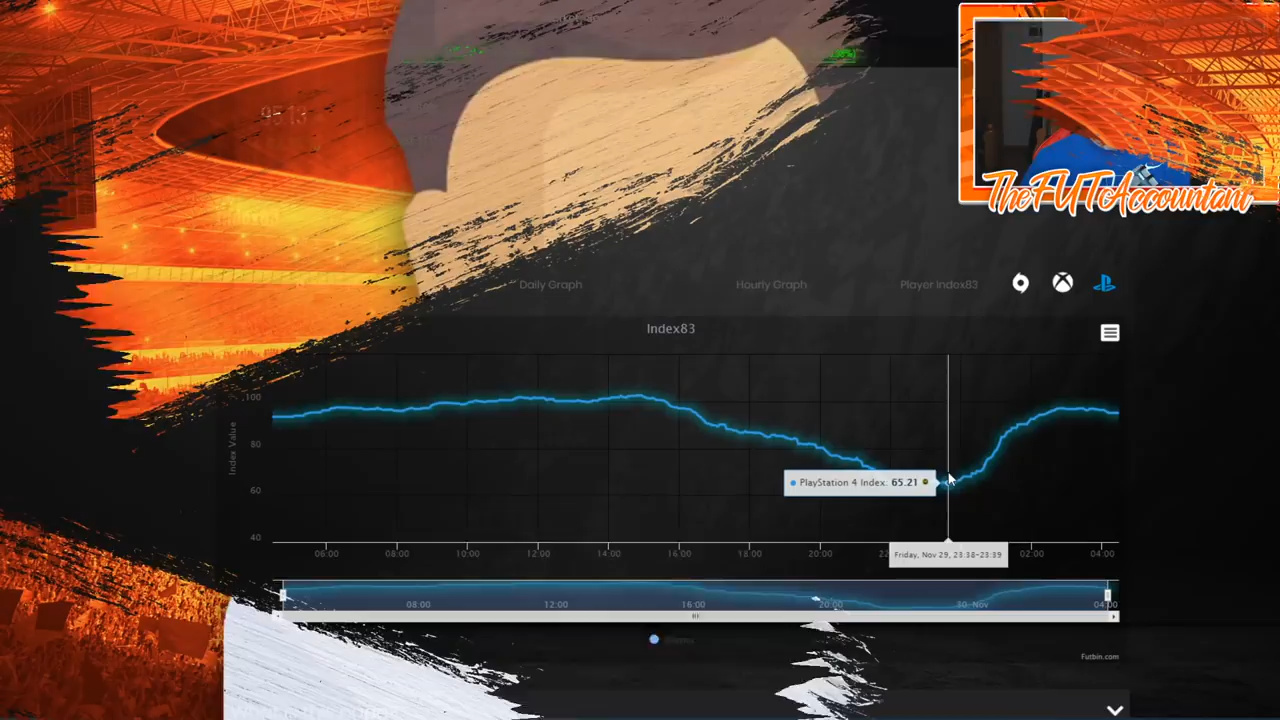 9513
TheFUTAccountant
Daily Graph
Hourly Graph
Player Index83
Index83
Index Value
100
80
60
40
PlayStation 4 Index: 65.21
06:00
08:00
10:00
12:00
14:00
16:00
18:00
20:00
22
Friday, Nov 29, 23:38-23:39
02:00
04:00
08:00
12:00
16:00
20:00
30. Nov
04:00
Futbin.com